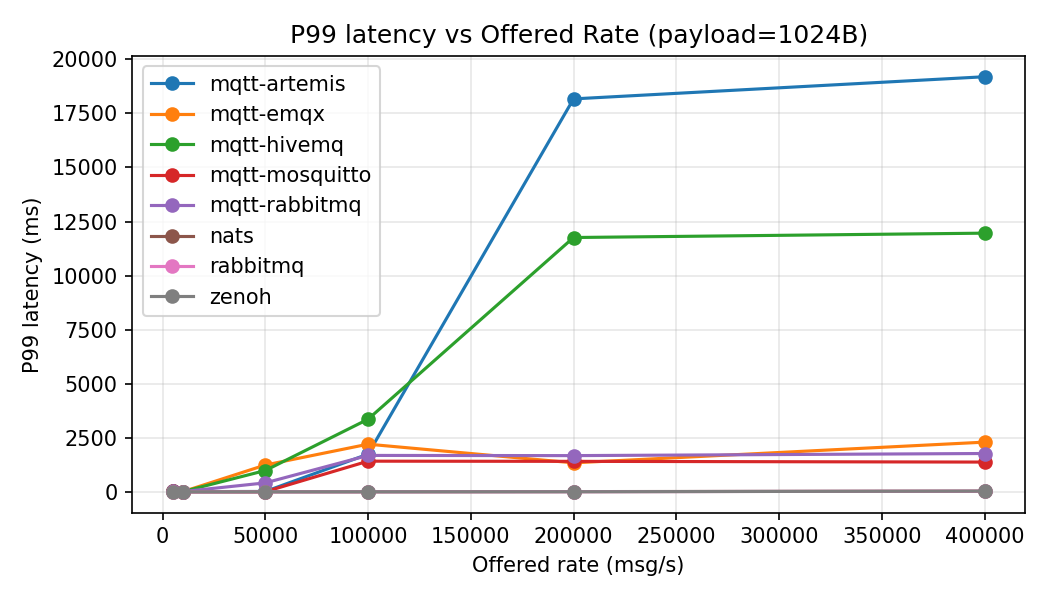 P99 latency vs Offered Rate (payload=1024B)
20000
17500
15000
12500
10000
7500
5000
2500
0
P99 latency (ms)
mqtt-artemis
mqtt-emqx
mqtt-hivemq
mqtt-mosquitto
mqtt-rabbitmq
nats
rabbitmq
zenoh
0 50000 100000 150000 200000 250000 300000 350000 400000
Offered rate (msg/s)